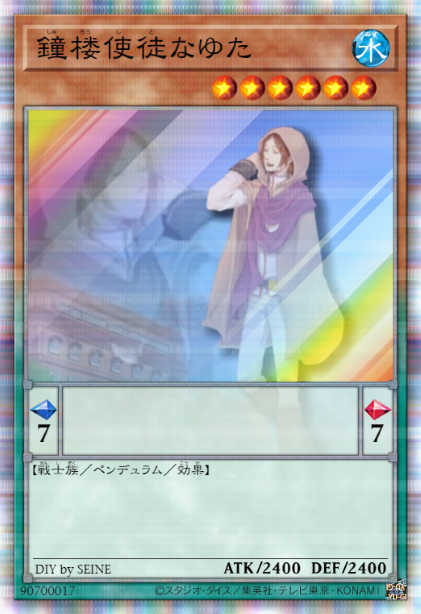 鐘楼使徒なゆた
水
7
7
【戦士族／ペンデュラム／効果】
DIY by SEINE
ATK/2400 DEF/2400
90700017
©スタジオ・ダイス／集英社・テレビ東京・KONAMI